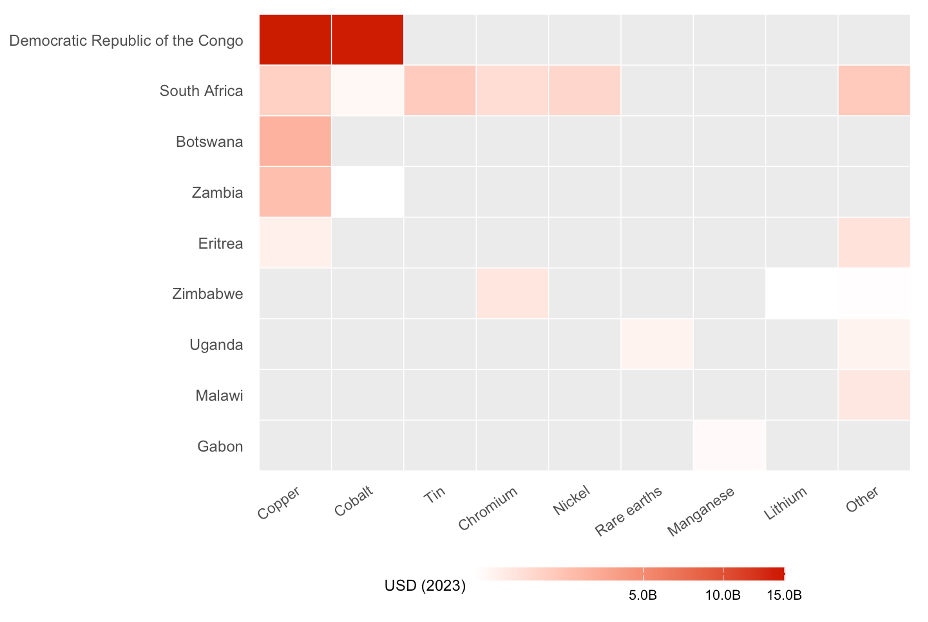 Democratic Republic of the Congo
South Africa
Botswana
Zambia
Eritrea
Zimbabwe
Uganda
Malawi
Gabon
Copper
Cobalt
Tin
Chromium
Nickel
Rare earths
Manganese
Lithium
Other
USD (2023)
5.0B
10.0B
15.0B